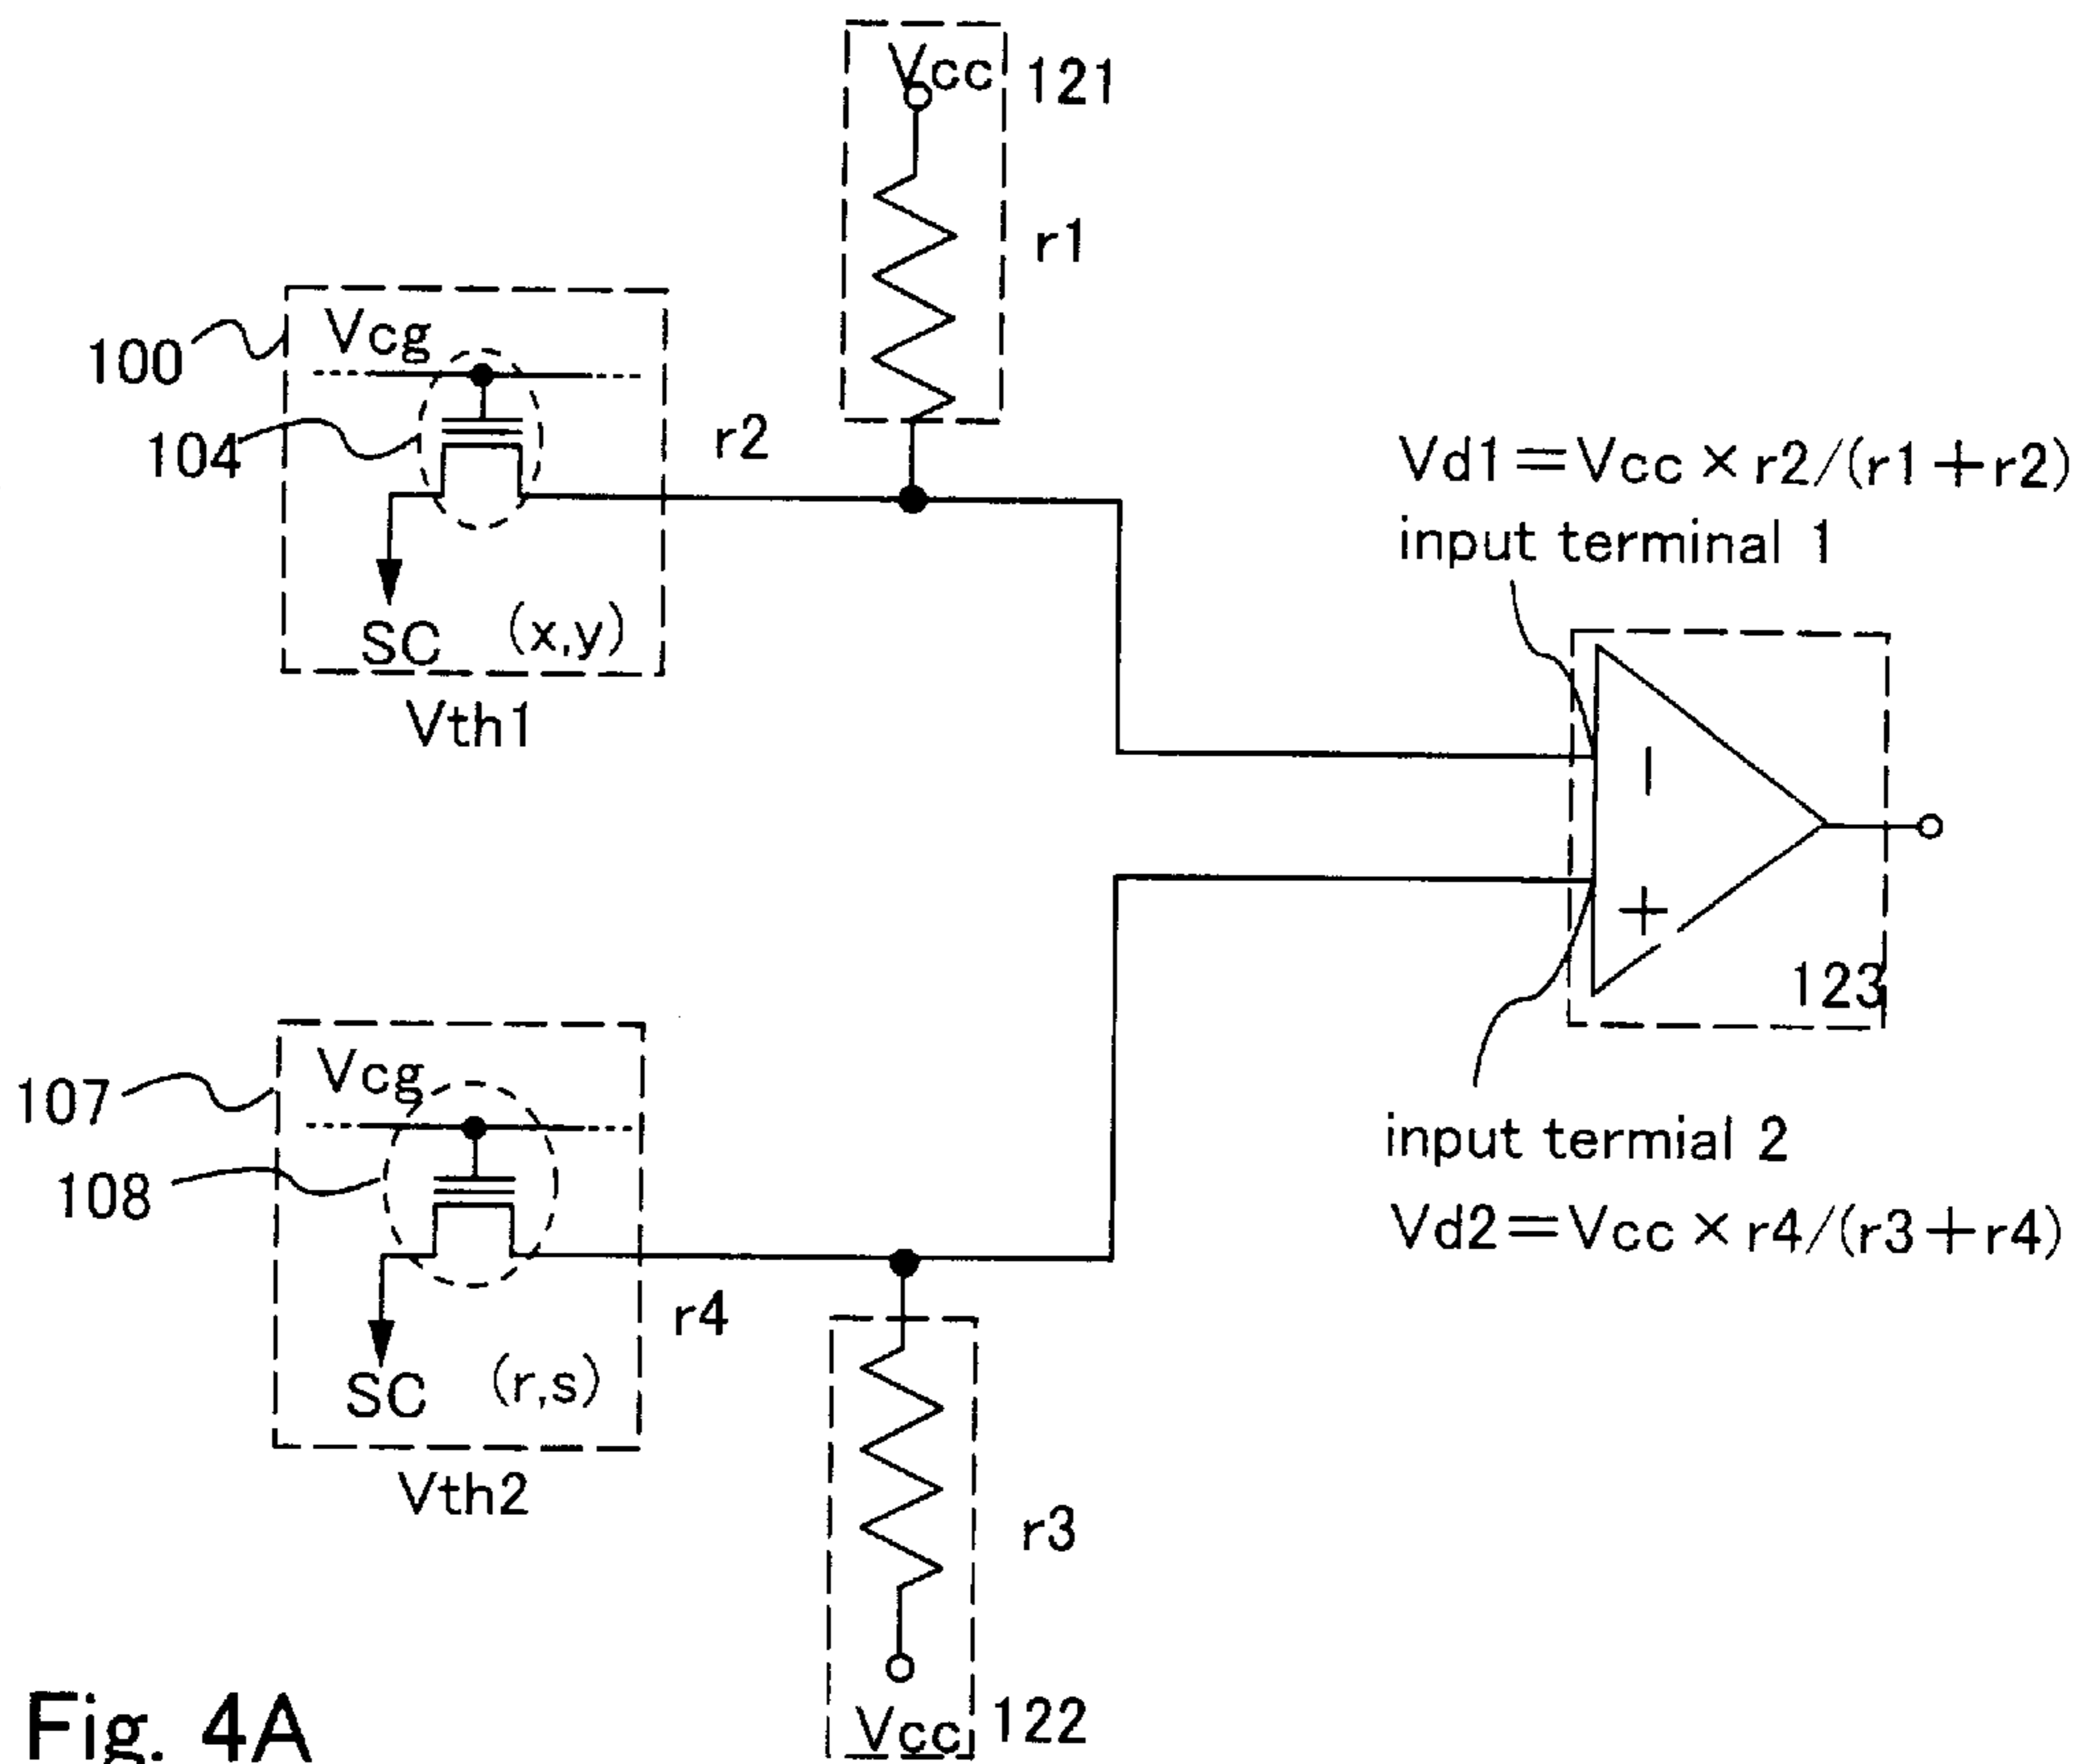 Vcc
121
r1
Vcg
100
104
r2
SC
(x,y)
Vth1
Vd1=Vcc×r2/(r1+r2)
input terminal 1
−
+
123
Vcg
107
108
r4
SC
(r,s)
Vth2
input termial 2
Vd2=Vcc×r4/(r3+r4)
r3
Vcc
122
Fig. 4A